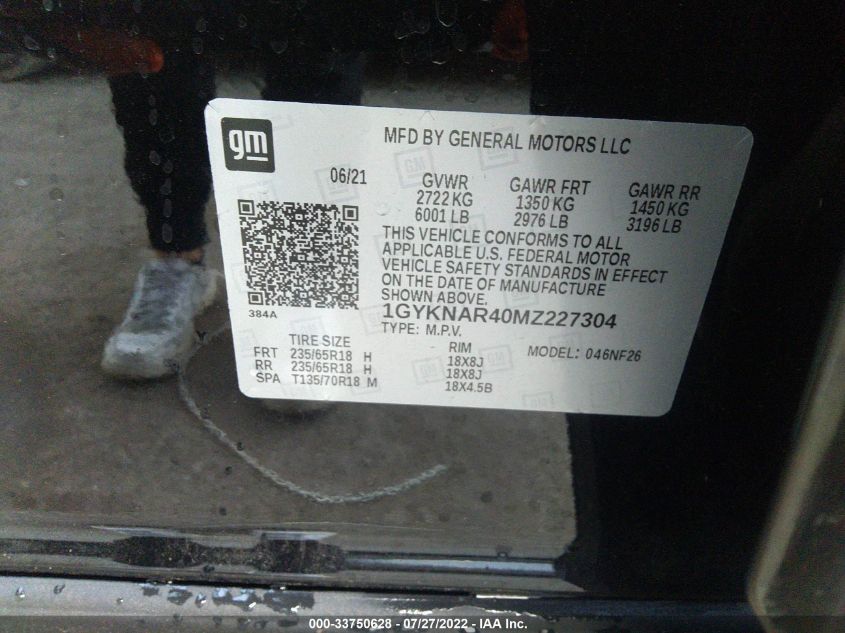 gm
MFD BY GENERAL MOTORS LLC
06/21
GVWR GAWR FRT GAWR RR
2722 KG 1350 KG 1450 KG
6001 LB 2976 LB 3196 LB
THIS VEHICLE CONFORMS TO ALL
APPLICABLE U.S. FEDERAL MOTOR
VEHICLE SAFETY STANDARDS IN EFFECT
ON THE DATE OF MANUFACTURE
SHOWN ABOVE.
384A
1GYKNAR40MZ227304
TYPE: M.P.V.
MODEL: 046NF26
TIRE SIZE RIM
FRT 235/65R18 H 18X8J
RR 235/65R18 H 18X8J
SPA T135/70R18 M 18X4.5B
000-33750628 - 07/27/2022 - IAA Inc.